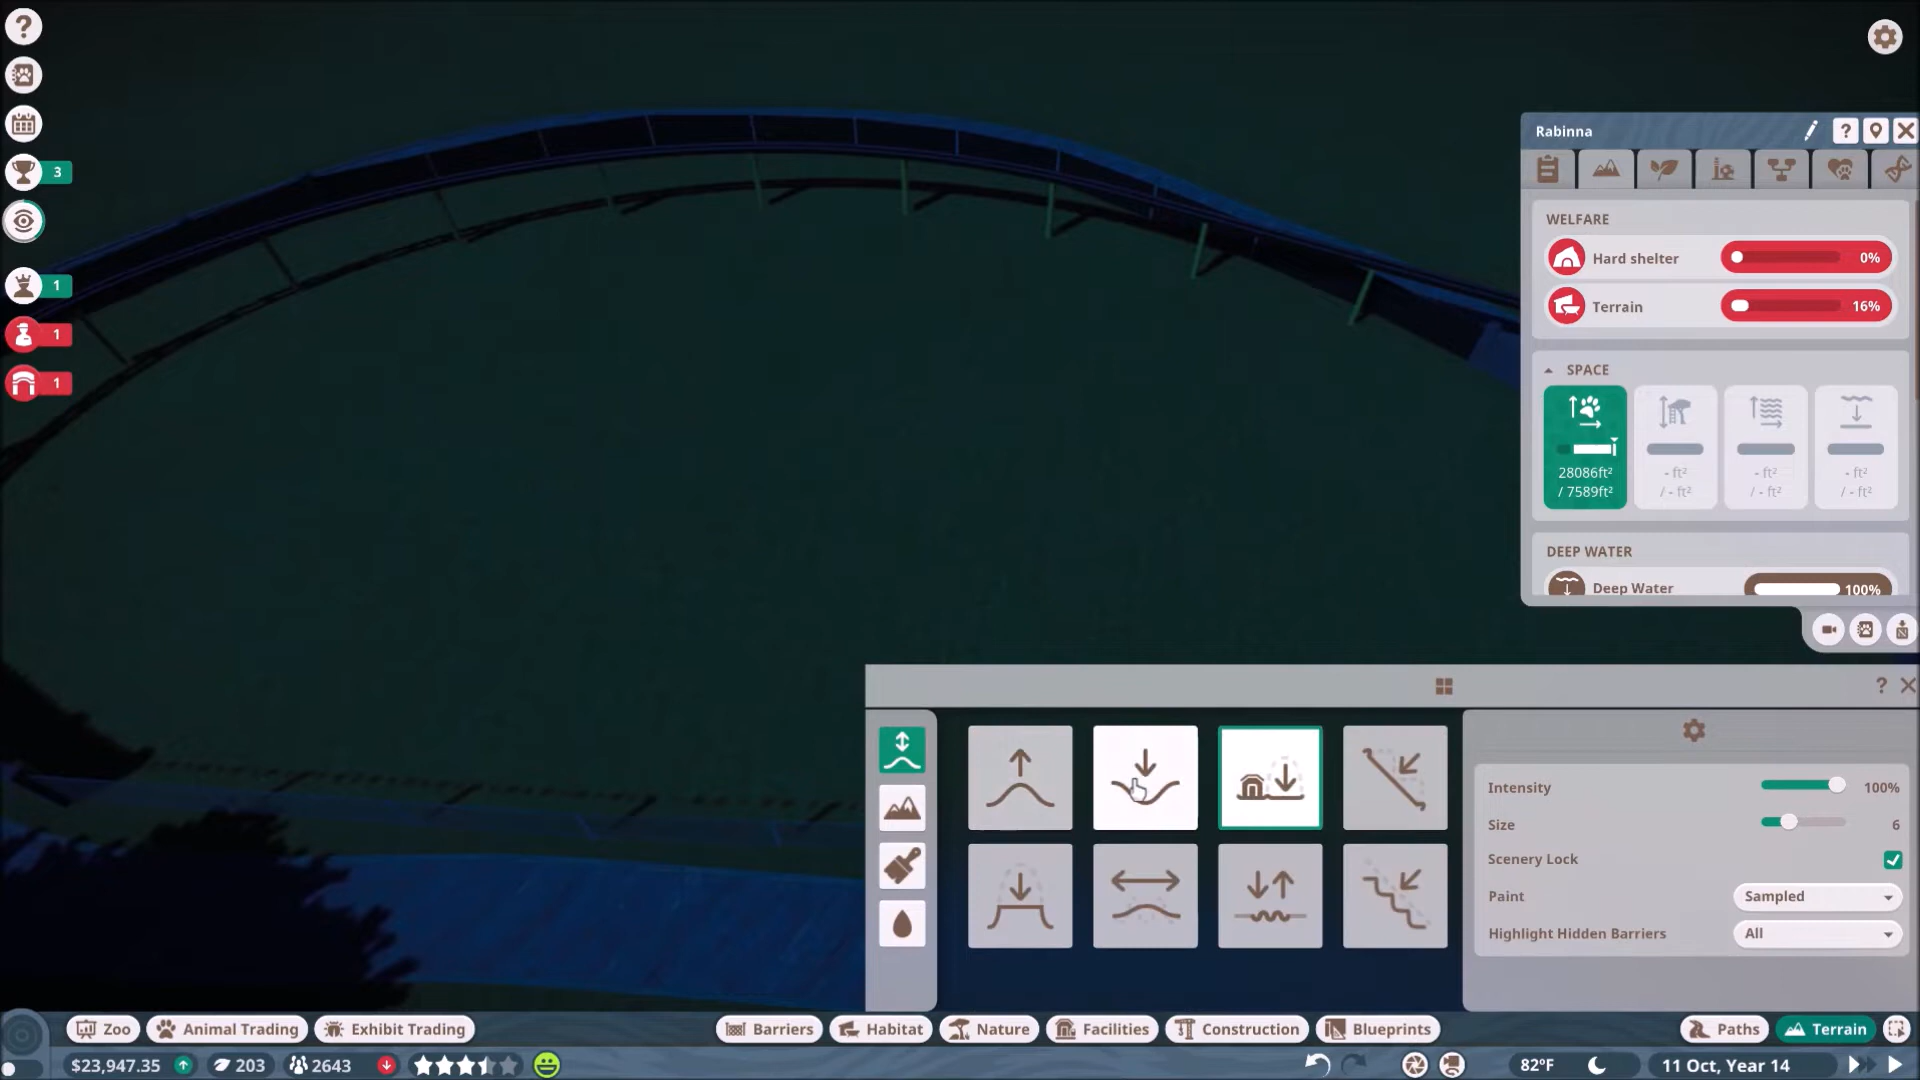 ?
3
1
1
1
Rabinna
?
WELFARE
Hard shelter 0%
Terrain 16%
SPACE
28086ft² / 7589ft²
- ft² / - ft²
- ft² / - ft²
- ft² / - ft²
DEEP WATER
Deep Water 100%
?
Intensity 100%
Size 6
Scenery Lock
Paint Sampled
Highlight Hidden Barriers All
Zoo Animal Trading Exhibit Trading Barriers Habitat Nature Facilities Construction Blueprints Paths Terrain
$23,947.35 203 2643 82°F 11 Oct, Year 14